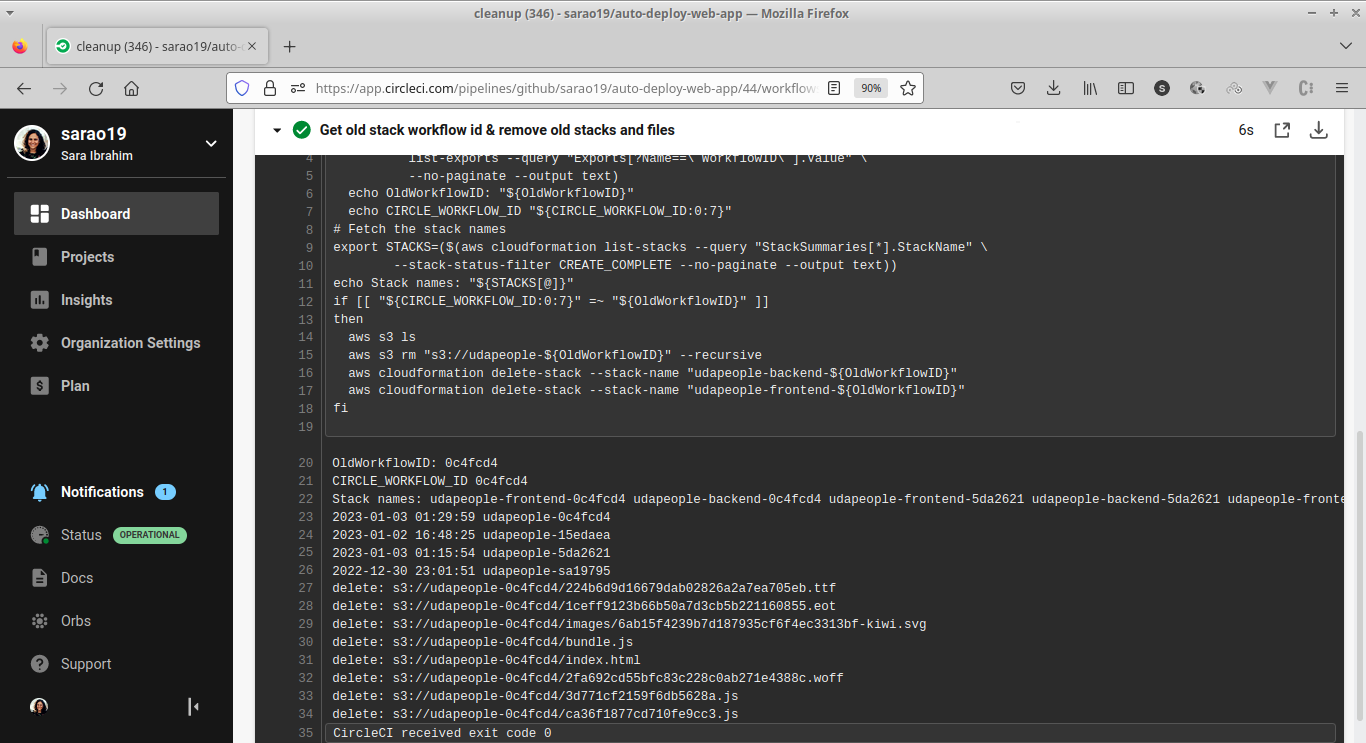 cleanup (346) - sarao19/auto-deploy-web-app — Mozilla Firefox
cleanup (346) - sarao19/auto-
https://app.circleci.com/pipelines/github/sarao19/auto-deploy-web-app/44/workflow
90%
S
sarao19
Sara Ibrahim
Dashboard
Projects
Insights
Organization Settings
Plan
Notifications 1
Status OPERATIONAL
Docs
Orbs
Support
Get old stack workflow id & remove old stacks and files
6s
4 list-exports --query "Exports[?Name==\`WorkflowID\`].Value" \
5 --no-paginate --output text)
6 echo OldWorkflowID: "${OldWorkflowID}"
7 echo CIRCLE_WORKFLOW_ID "${CIRCLE_WORKFLOW_ID:0:7}"
8 # Fetch the stack names
9 export STACKS=($(aws cloudformation list-stacks --query "StackSummaries[*].StackName" \
10 --stack-status-filter CREATE_COMPLETE --no-paginate --output text))
11 echo Stack names: "${STACKS[@]}"
12 if [[ "${CIRCLE_WORKFLOW_ID:0:7}" =~ "${OldWorkflowID}" ]]
13 then
14 aws s3 ls
15 aws s3 rm "s3://udapeople-${OldWorkflowID}" --recursive
16 aws cloudformation delete-stack --stack-name "udapeople-backend-${OldWorkflowID}"
17 aws cloudformation delete-stack --stack-name "udapeople-frontend-${OldWorkflowID}"
18 fi
19
20 OldWorkflowID: 0c4fcd4
21 CIRCLE_WORKFLOW_ID 0c4fcd4
22 Stack names: udapeople-frontend-0c4fcd4 udapeople-backend-0c4fcd4 udapeople-frontend-5da2621 udapeople-backend-5da2621 udapeople-fronte
23 2023-01-03 01:29:59 udapeople-0c4fcd4
24 2023-01-02 16:48:25 udapeople-15edaea
25 2023-01-03 01:15:54 udapeople-5da2621
26 2022-12-30 23:01:51 udapeople-sa19795
27 delete: s3://udapeople-0c4fcd4/224b6d9d16679dab02826a2a7ea705eb.ttf
28 delete: s3://udapeople-0c4fcd4/1ceff9123b66b50a7d3cb5b221160855.eot
29 delete: s3://udapeople-0c4fcd4/images/6ab15f4239b7d187935cf6f4ec3313bf-kiwi.svg
30 delete: s3://udapeople-0c4fcd4/bundle.js
31 delete: s3://udapeople-0c4fcd4/index.html
32 delete: s3://udapeople-0c4fcd4/2fa692cd55bfc83c228c0ab271e4388c.woff
33 delete: s3://udapeople-0c4fcd4/3d771cf2159f6db5628a.js
34 delete: s3://udapeople-0c4fcd4/ca36f1877cd710fe9cc3.js
35 CircleCI received exit code 0